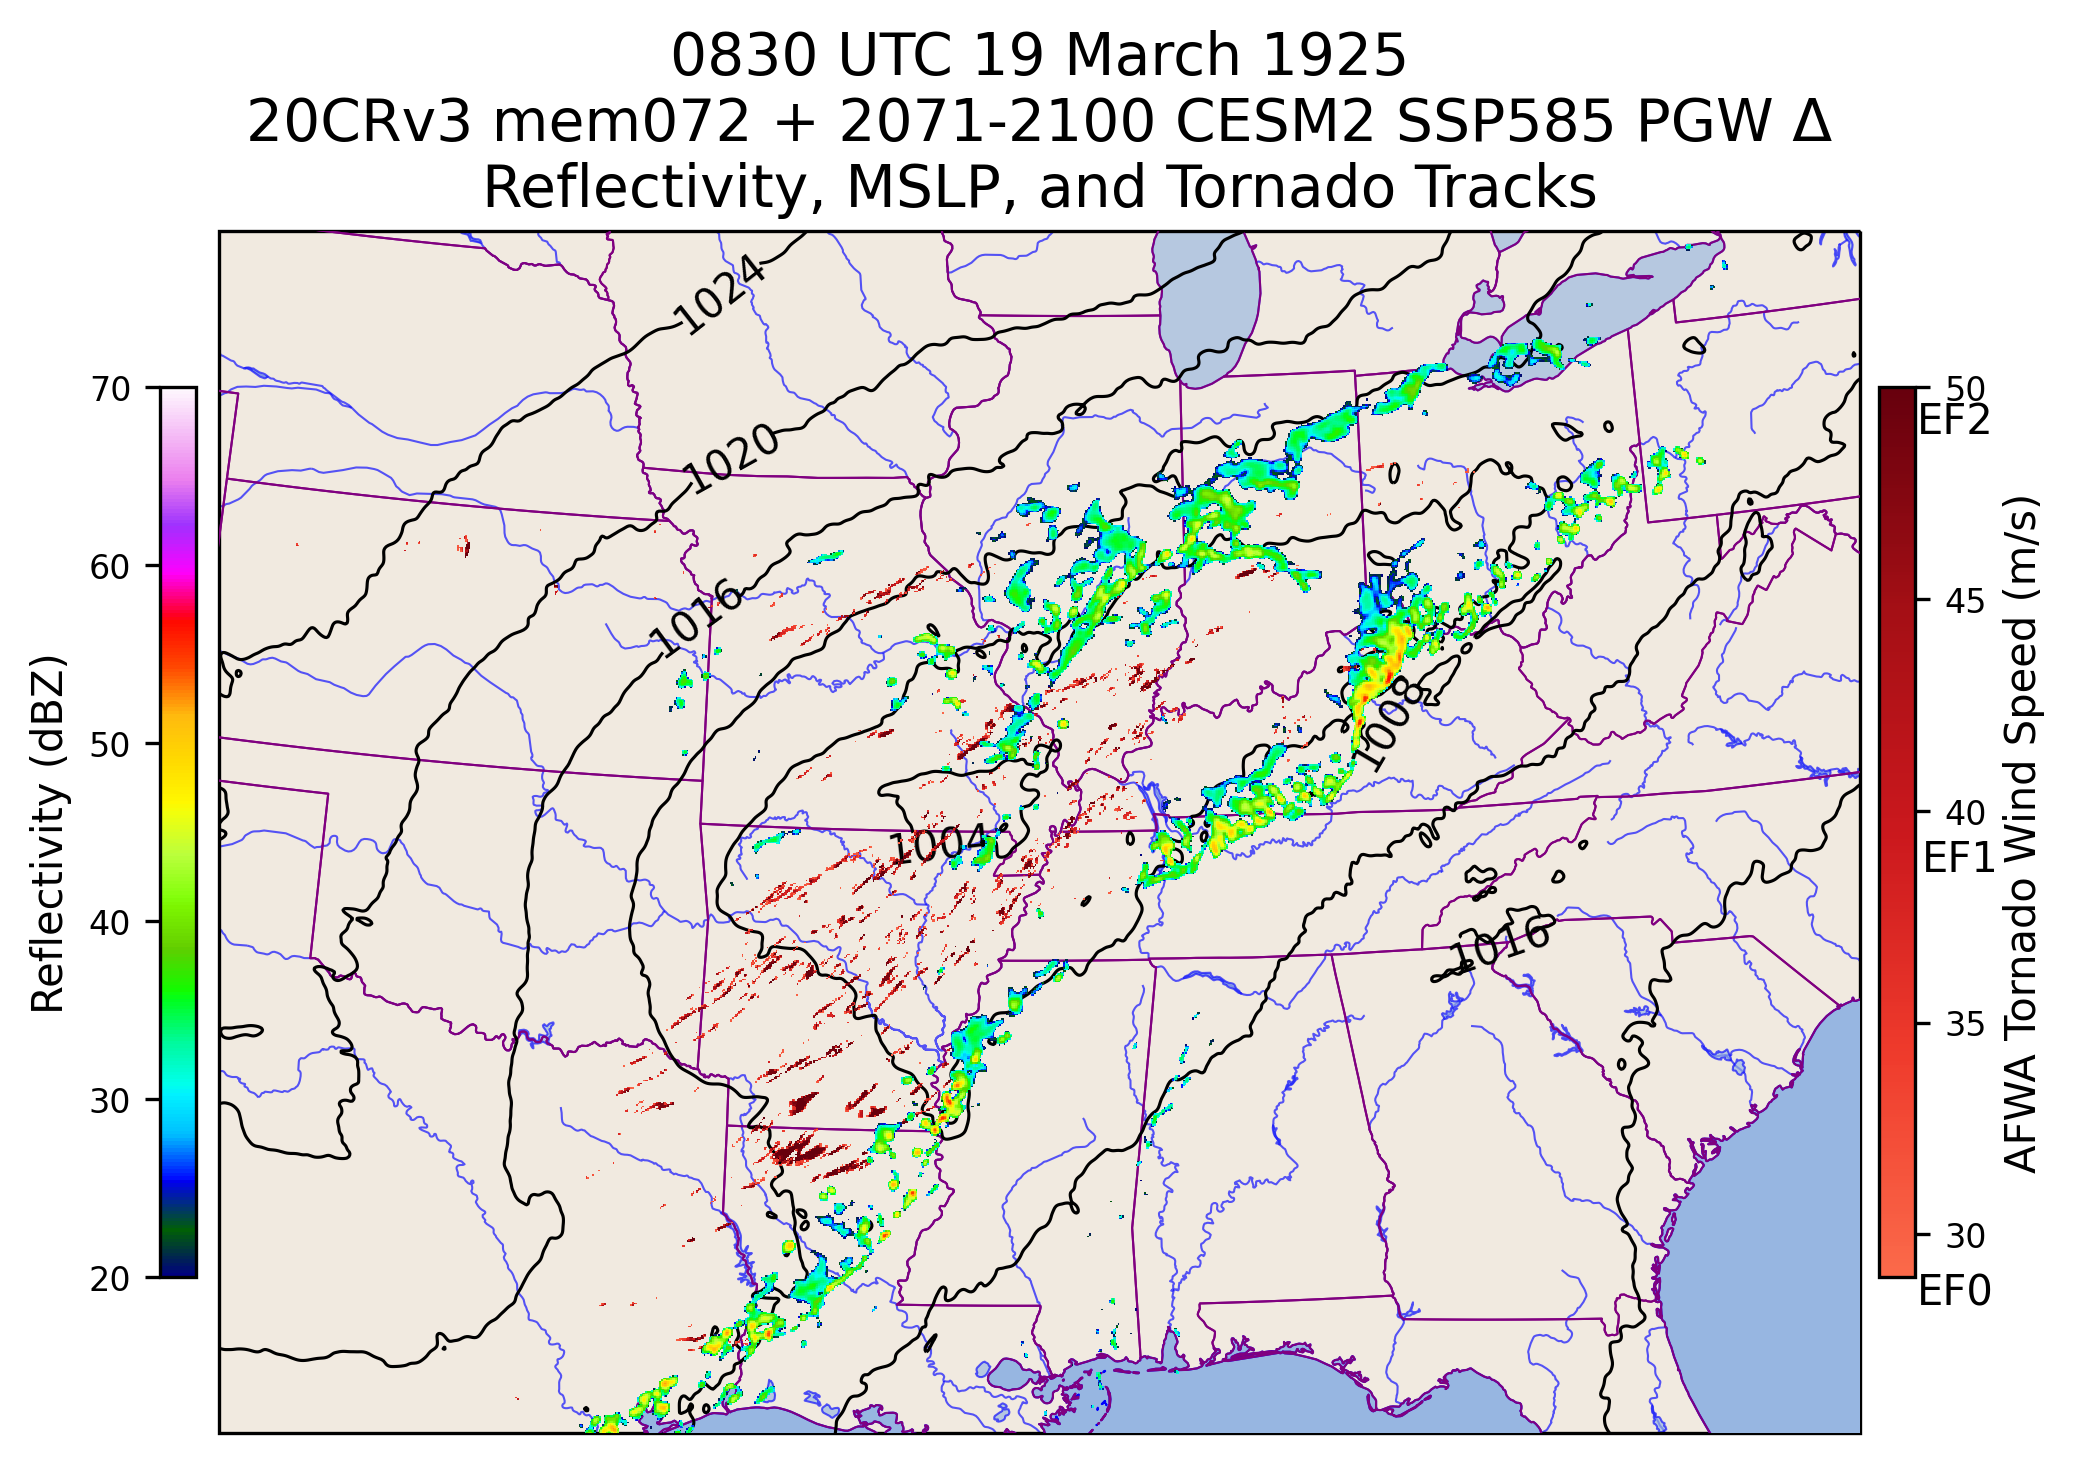 0830 UTC 19 March 1925
20CRv3 mem072 + 2071-2100 CESM2 SSP585 PGW Δ
Reflectivity, MSLP, and Tornado Tracks
Reflectivity (dBZ)
70
60
50
40
30
20
1024
1020
1016
1008
1004
1016
50
EF2
45
40
EF1
35
30
EF0
AFWA Tornado Wind Speed (m/s)